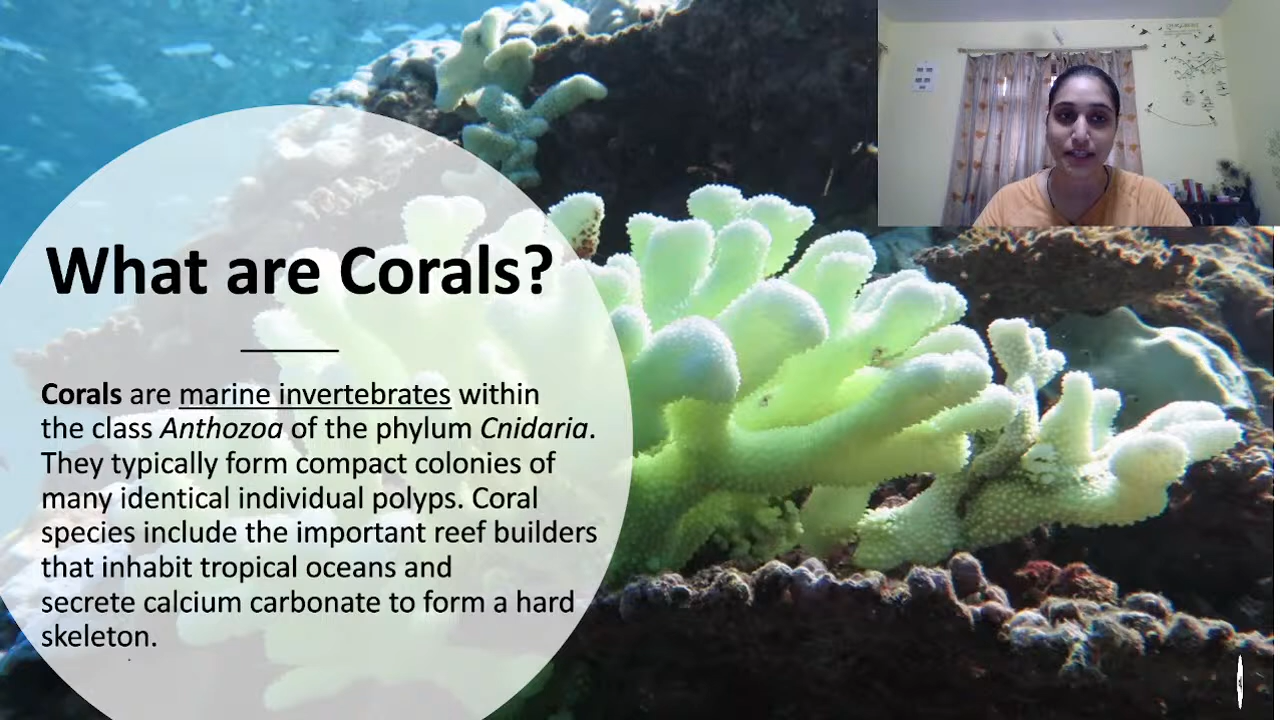 What are Corals?
Corals are marine invertebrates within
the class Anthozoa of the phylum Cnidaria.
They typically form compact colonies of
many identical individual polyps. Coral
species include the important reef builders
that inhabit tropical oceans and
secrete calcium carbonate to form a hard
skeleton.